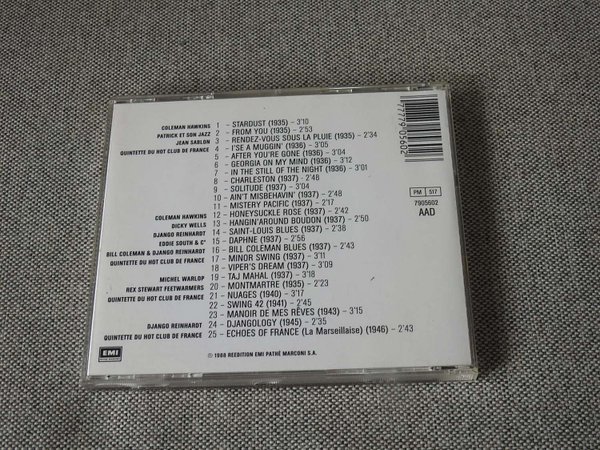 COLEMAN HAWKINS 1 - STARDUST (1935) - 3'10
PATRICK ET SON JAZZ 2 - FROM YOU (1935) - 2'53
JEAN SABLON 3 - RENDEZ-VOUS SOUS LA PLUIE (1935) - 2'34
QUINTETTE DU HOT CLUB DE FRANCE 4 - I'SE A MUGGIN' (1936) - 3'05
5 - AFTER YOU'RE GONE (1936) - 3'05
6 - GEORGIA ON MY MIND (1936) - 3'12
7 - IN THE STILL OF THE NIGHT (1936) - 3'01
8 - CHARLESTON (1937) - 2'48
9 - SOLITUDE (1937) - 3'04
10 - AIN'T MISBEHAVIN' (1937) - 2'48
11 - MISTERY PACIFIC (1937) - 2'17
COLEMAN HAWKINS 12 - HONEYSUCKLE ROSE (1937) - 2'42
DICKY WELLS 13 - HANGIN'AROUND BOUDON (1937) - 2'50
DJANGO REINHARDT 14 - SAINT-LOUIS BLUES (1937) - 2'38
EDDIE SOUTH & C° 15 - DAPHNE (1937) - 2'56
BILL COLEMAN & DJANGO REINHARDT 16 - BILL COLEMAN BLUES (1937) - 2'43
QUINTETTE DU HOT CLUB DE FRANCE 17 - MINOR SWING (1937) - 3'11
18 - VIPER'S DREAM (1937) - 3'09
MICHEL WARLOP 19 - TAJ MAHAL (1937) - 3'18
REX STEWART FEETWARMERS 20 - MONTMARTRE (1935) - 2'23
QUINTETTE DU HOT CLUB DE FRANCE 21 - NUAGES (1940) - 3'17
22 - SWING 42 (1941) - 2'45
23 - MANOIR DE MES RÊVES (1943) - 3'15
DJANGO REINHARDT 24 - DJANGOLOGY (1945) - 2'35
QUINTETTE DU HOT CLUB DE FRANCE 25 - ECHOES OF FRANCE (La Marseillaise) (1946) - 2'43
0 77779 05602
PM 517
7905602
AAD
EMI
℗ 1988 REEDITION EMI PATHÉ MARCONI S.A.